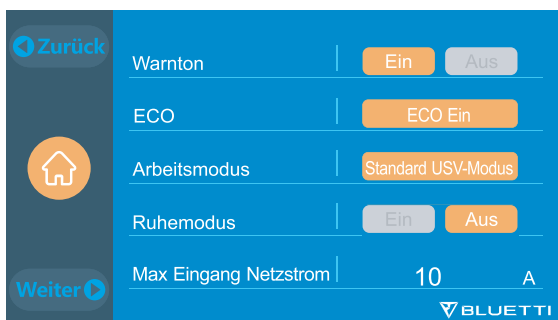 Zurück
Warnton Ein Aus
ECO ECO Ein
Arbeitsmodus Standard USV-Modus
Ruhemodus Ein Aus
Max Eingang Netzstrom 10 A
Weiter
BLUETTI